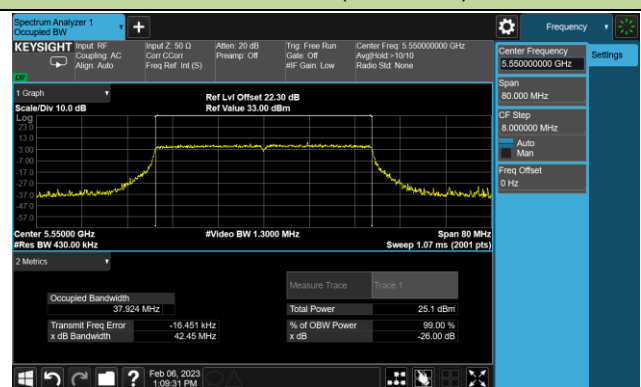 Spectrum Analyzer 1
Occupied BW
Frequency
KEYSIGHT Input: RF Input Z: 50 Ω Atten: 20 dB Trig: Free Run Center Freq: 5.550000000 GHz
Coupling: AC Corr CCorr Preamp: Off Gate: Off Avg|Hold:>10/10
Align: Auto Freq Ref: Int (S) #IF Gain: Low Radio Std: None
Center Frequency
5.550000000 GHz
Settings
Span
80.000 MHz
CF Step
8.000000 MHz
Auto
Man
Freq Offset
0 Hz
1 Graph
Ref Lvl Offset 22.30 dB
Scale/Div 10.0 dB Ref Value 33.00 dBm
Log
23.0
13.0
3.00
-7.00
-17.0
-27.0
-37.0
-47.0
-57.0
Center 5.55000 GHz #Video BW 1.3000 MHz Span 80 MHz
#Res BW 430.00 kHz Sweep 1.07 ms (2001 pts)
2 Metrics
Measure Trace Trace 1
Occupied Bandwidth
37.924 MHz Total Power 25.1 dBm
Transmit Freq Error -16.451 kHz % of OBW Power 99.00 %
x dB Bandwidth 42.45 MHz x dB -26.00 dB
Feb 06, 2023
1:09:31 PM